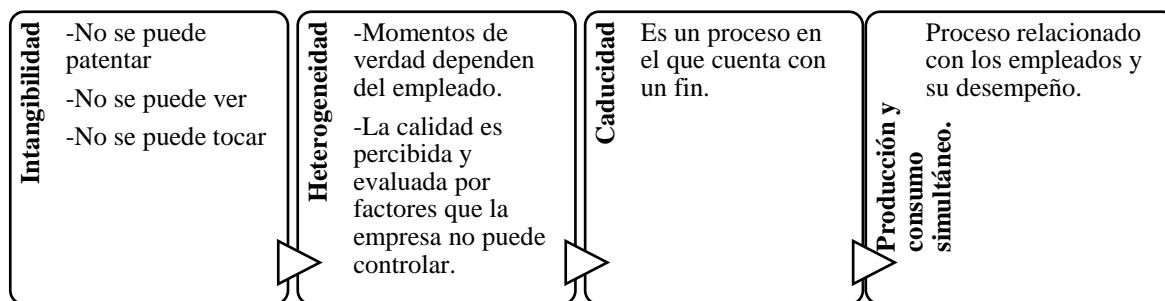 Intangibilidad
-No se puede
patentar
-No se puede ver
-No se puede tocar
Heterogeneidad
-Momentos de
verdad dependen
del empleado.
-La calidad es
percibida y
evaluada por
factores que la
empresa no puede
controlar.
Caducidad
Es un proceso en
el que cuenta con
un fin.
Producción y
consumo
simultáneo.
Proceso relacionado
con los empleados y
su desempeño.